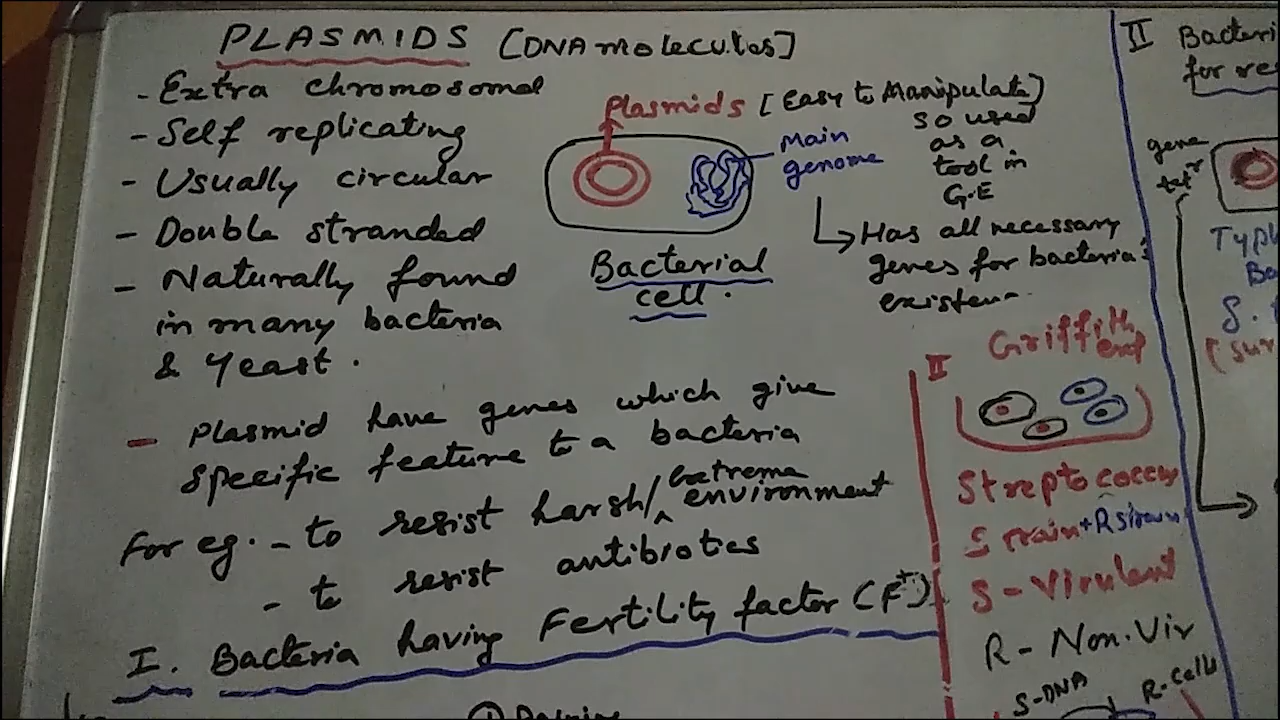 PLASMIDS [DNA molecules]
- Extra chromosomal
- Self replicating
- Usually circular
- Double stranded
- Naturally found
in many bacteria
& Yeast.
Plasmids [Easy to Manipulate]
so used
as a
tool in
G.E
Main
genome
Has all necessary
genes for bacteria
Bacterial
cell.
- Plasmid have genes which give
specific feature to a bacteria
For eg. - to resist harsh/extreme environment
- to resist antibiotics
I. Bacteria having Fertility factor (F+)
II Griffith
exp
Streptococcus
S train + R strain
S - Virulent
R - Non. Vir
S-DNA R-Cells
II Bacteri
for re
gene
Typh
Ba
S.
(Sur